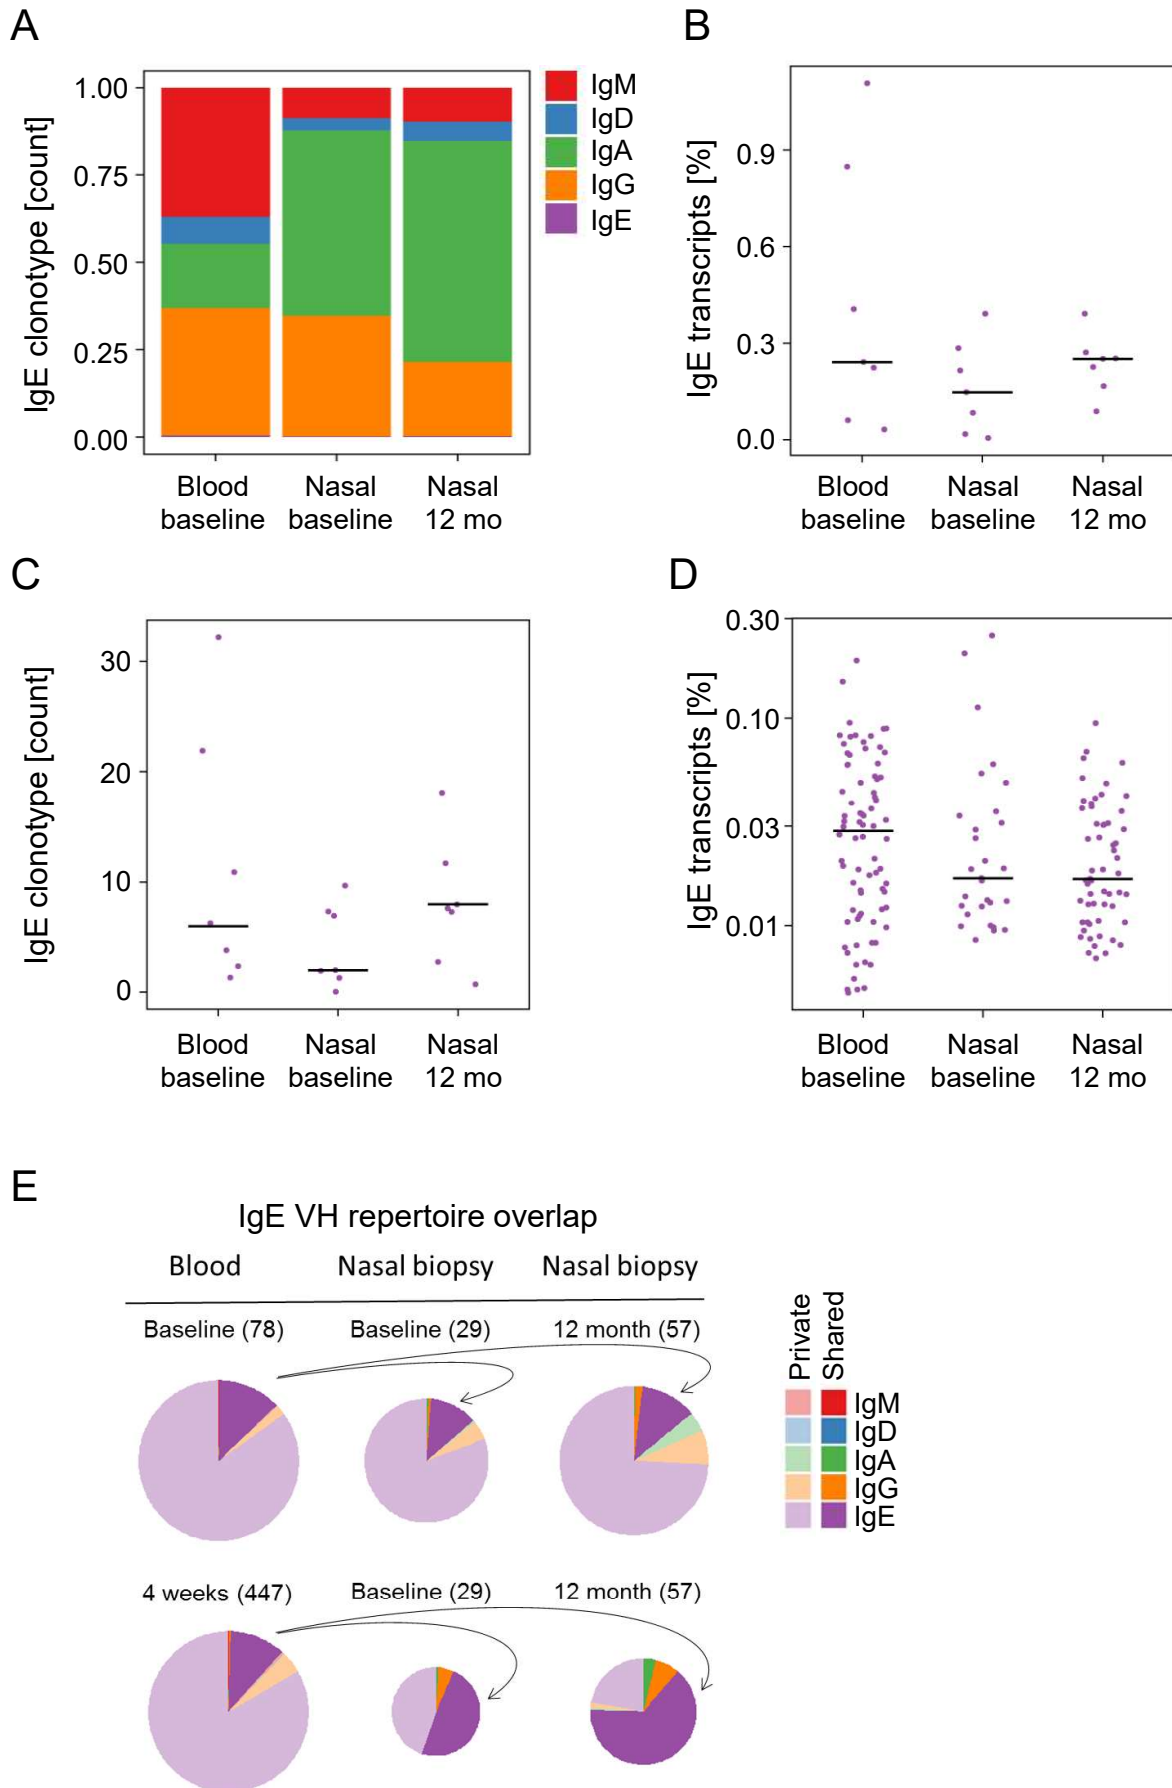 A
IgE clonotype [count]
1.00
0.75
0.50
0.25
0.00
Blood baseline
Nasal baseline
Nasal 12 mo
IgM
IgD
IgA
IgG
IgE
B
IgE transcripts [%]
0.9
0.6
0.3
0.0
Blood baseline
Nasal baseline
Nasal 12 mo
C
IgE clonotype [count]
30
20
10
0
Blood baseline
Nasal baseline
Nasal 12 mo
D
IgE transcripts [%]
0.30
0.10
0.03
0.01
Blood baseline
Nasal baseline
Nasal 12 mo
E
IgE VH repertoire overlap
Blood
Nasal biopsy
Nasal biopsy
Baseline (78)
Baseline (29)
12 month (57)
4 weeks (447)
Baseline (29)
12 month (57)
Private
Shared
IgM
IgD
IgA
IgG
IgE